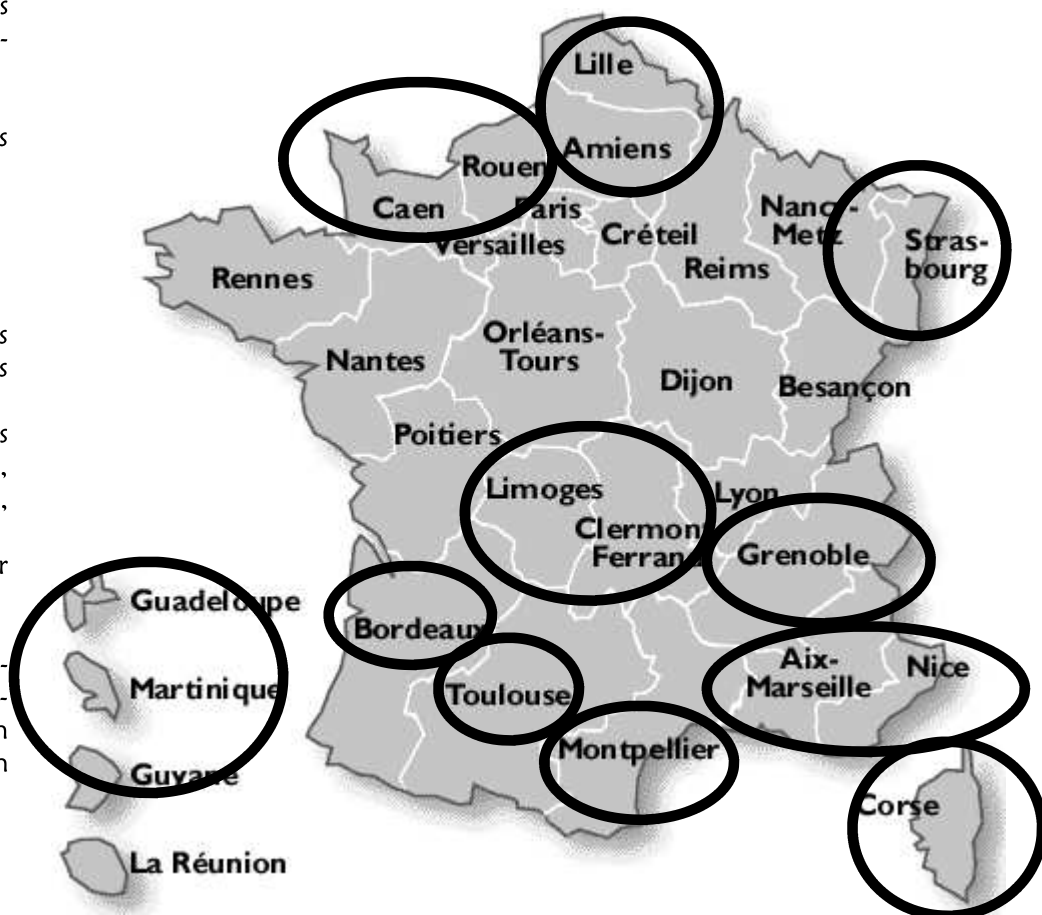 s
-
s
s
s
s
,
,
r
-
-
n
n
Lille
Amiens
Rouen
Caen
Paris
Versailles
Créteil
Nancy-
Metz
Stras-
bourg
Reims
Rennes
Orléans-
Tours
Nantes
Dijon
Besançon
Poitiers
Limoges
Lyon
Clermont
Ferrand
Grenoble
Bordeaux
Toulouse
Aix-
Marseille
Nice
Montpellier
Corse
Guadeloupe
Martinique
Guyane
La Réunion